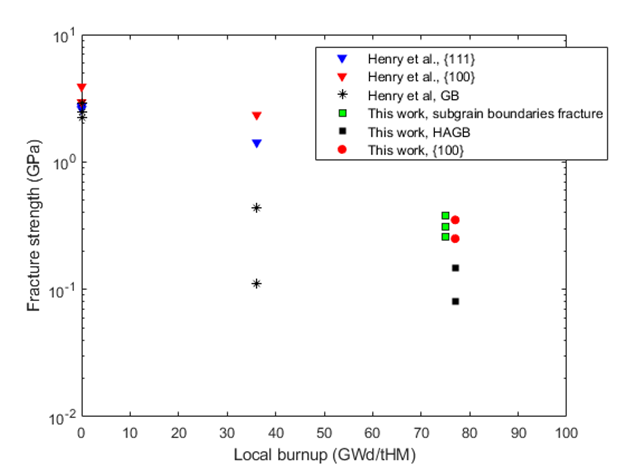 10^1
Henry et al., {111}
Henry et al., {100}
Henry et al, GB
This work, subgrain boundaries fracture
This work, HAGB
This work, {100}
10^0
10^-1
10^-2
Fracture strength (GPa)
0 10 20 30 40 50 60 70 80 90 100
Local burnup (GWd/tHM)